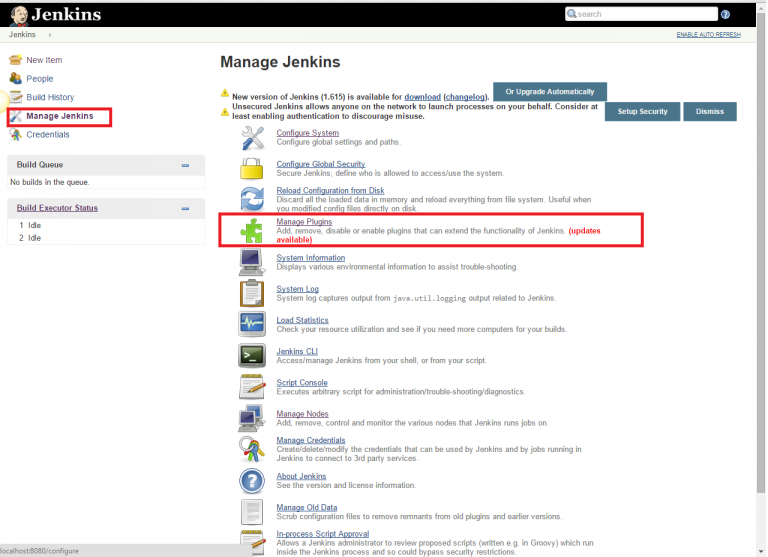 Jenkins
search
Jenkins
ENABLE AUTO REFRESH
New Item
People
Build History
Manage Jenkins
Credentials
Build Queue
No builds in the queue.
Build Executor Status
1 Idle
2 Idle
Manage Jenkins
New version of Jenkins (1.615) is available for download (changelog).
Or Upgrade Automatically
Unsecured Jenkins allows anyone on the network to launch processes on your behalf. Consider at
least enabling authentication to discourage misuse.
Setup Security
Dismiss
Configure System
Configure global settings and paths.
Configure Global Security
Secure Jenkins; define who is allowed to access/use the system.
Reload Configuration from Disk
Discard all the loaded data in memory and reload everything from file system. Useful when
you modified config files directly on disk.
Manage Plugins
Add, remove, disable or enable plugins that can extend the functionality of Jenkins. (updates
available)
System Information
Displays various environmental information to assist trouble-shooting.
System Log
System log captures output from java.util.logging output related to Jenkins.
Load Statistics
Check your resource utilization and see if you need more computers for your builds.
Jenkins CLI
Access/manage Jenkins from your shell, or from your script.
Script Console
Executes arbitrary script for administration/trouble-shooting/diagnostics.
Manage Nodes
Add, remove, control and monitor the various nodes that Jenkins runs jobs on.
Manage Credentials
Create/delete/modify the credentials that can be used by Jenkins and by jobs running in
Jenkins to connect to 3rd party services.
About Jenkins
See the version and license information.
Manage Old Data
Scrub configuration files to remove remnants from old plugins and earlier versions.
In-process Script Approval
Allows a Jenkins administrator to review proposed scripts (written e.g. in Groovy) which run
inside the Jenkins process and so could bypass security restrictions.
localhost:8080/configure